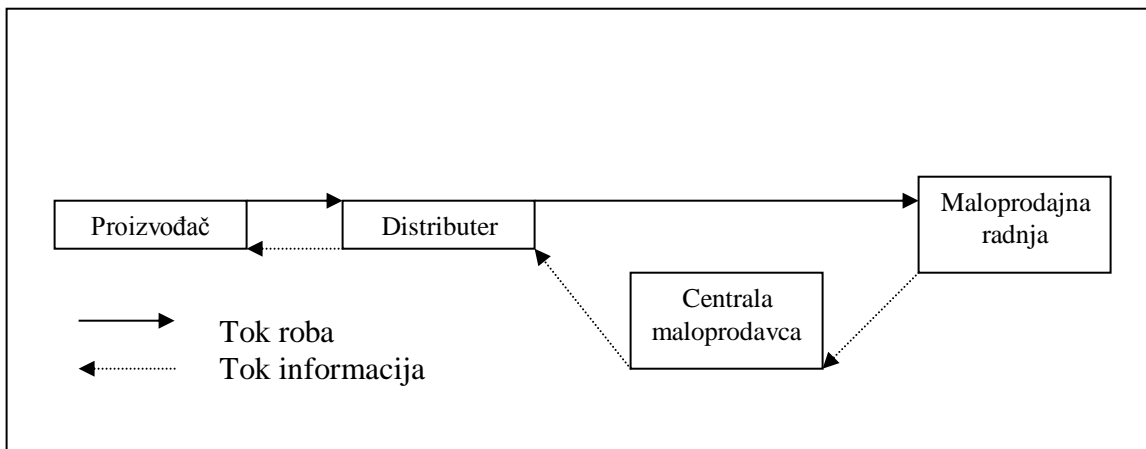 Proizvođač
Distributer
Maloprodajna
radnja
Centrala
maloprodavca
Tok roba
Tok informacija